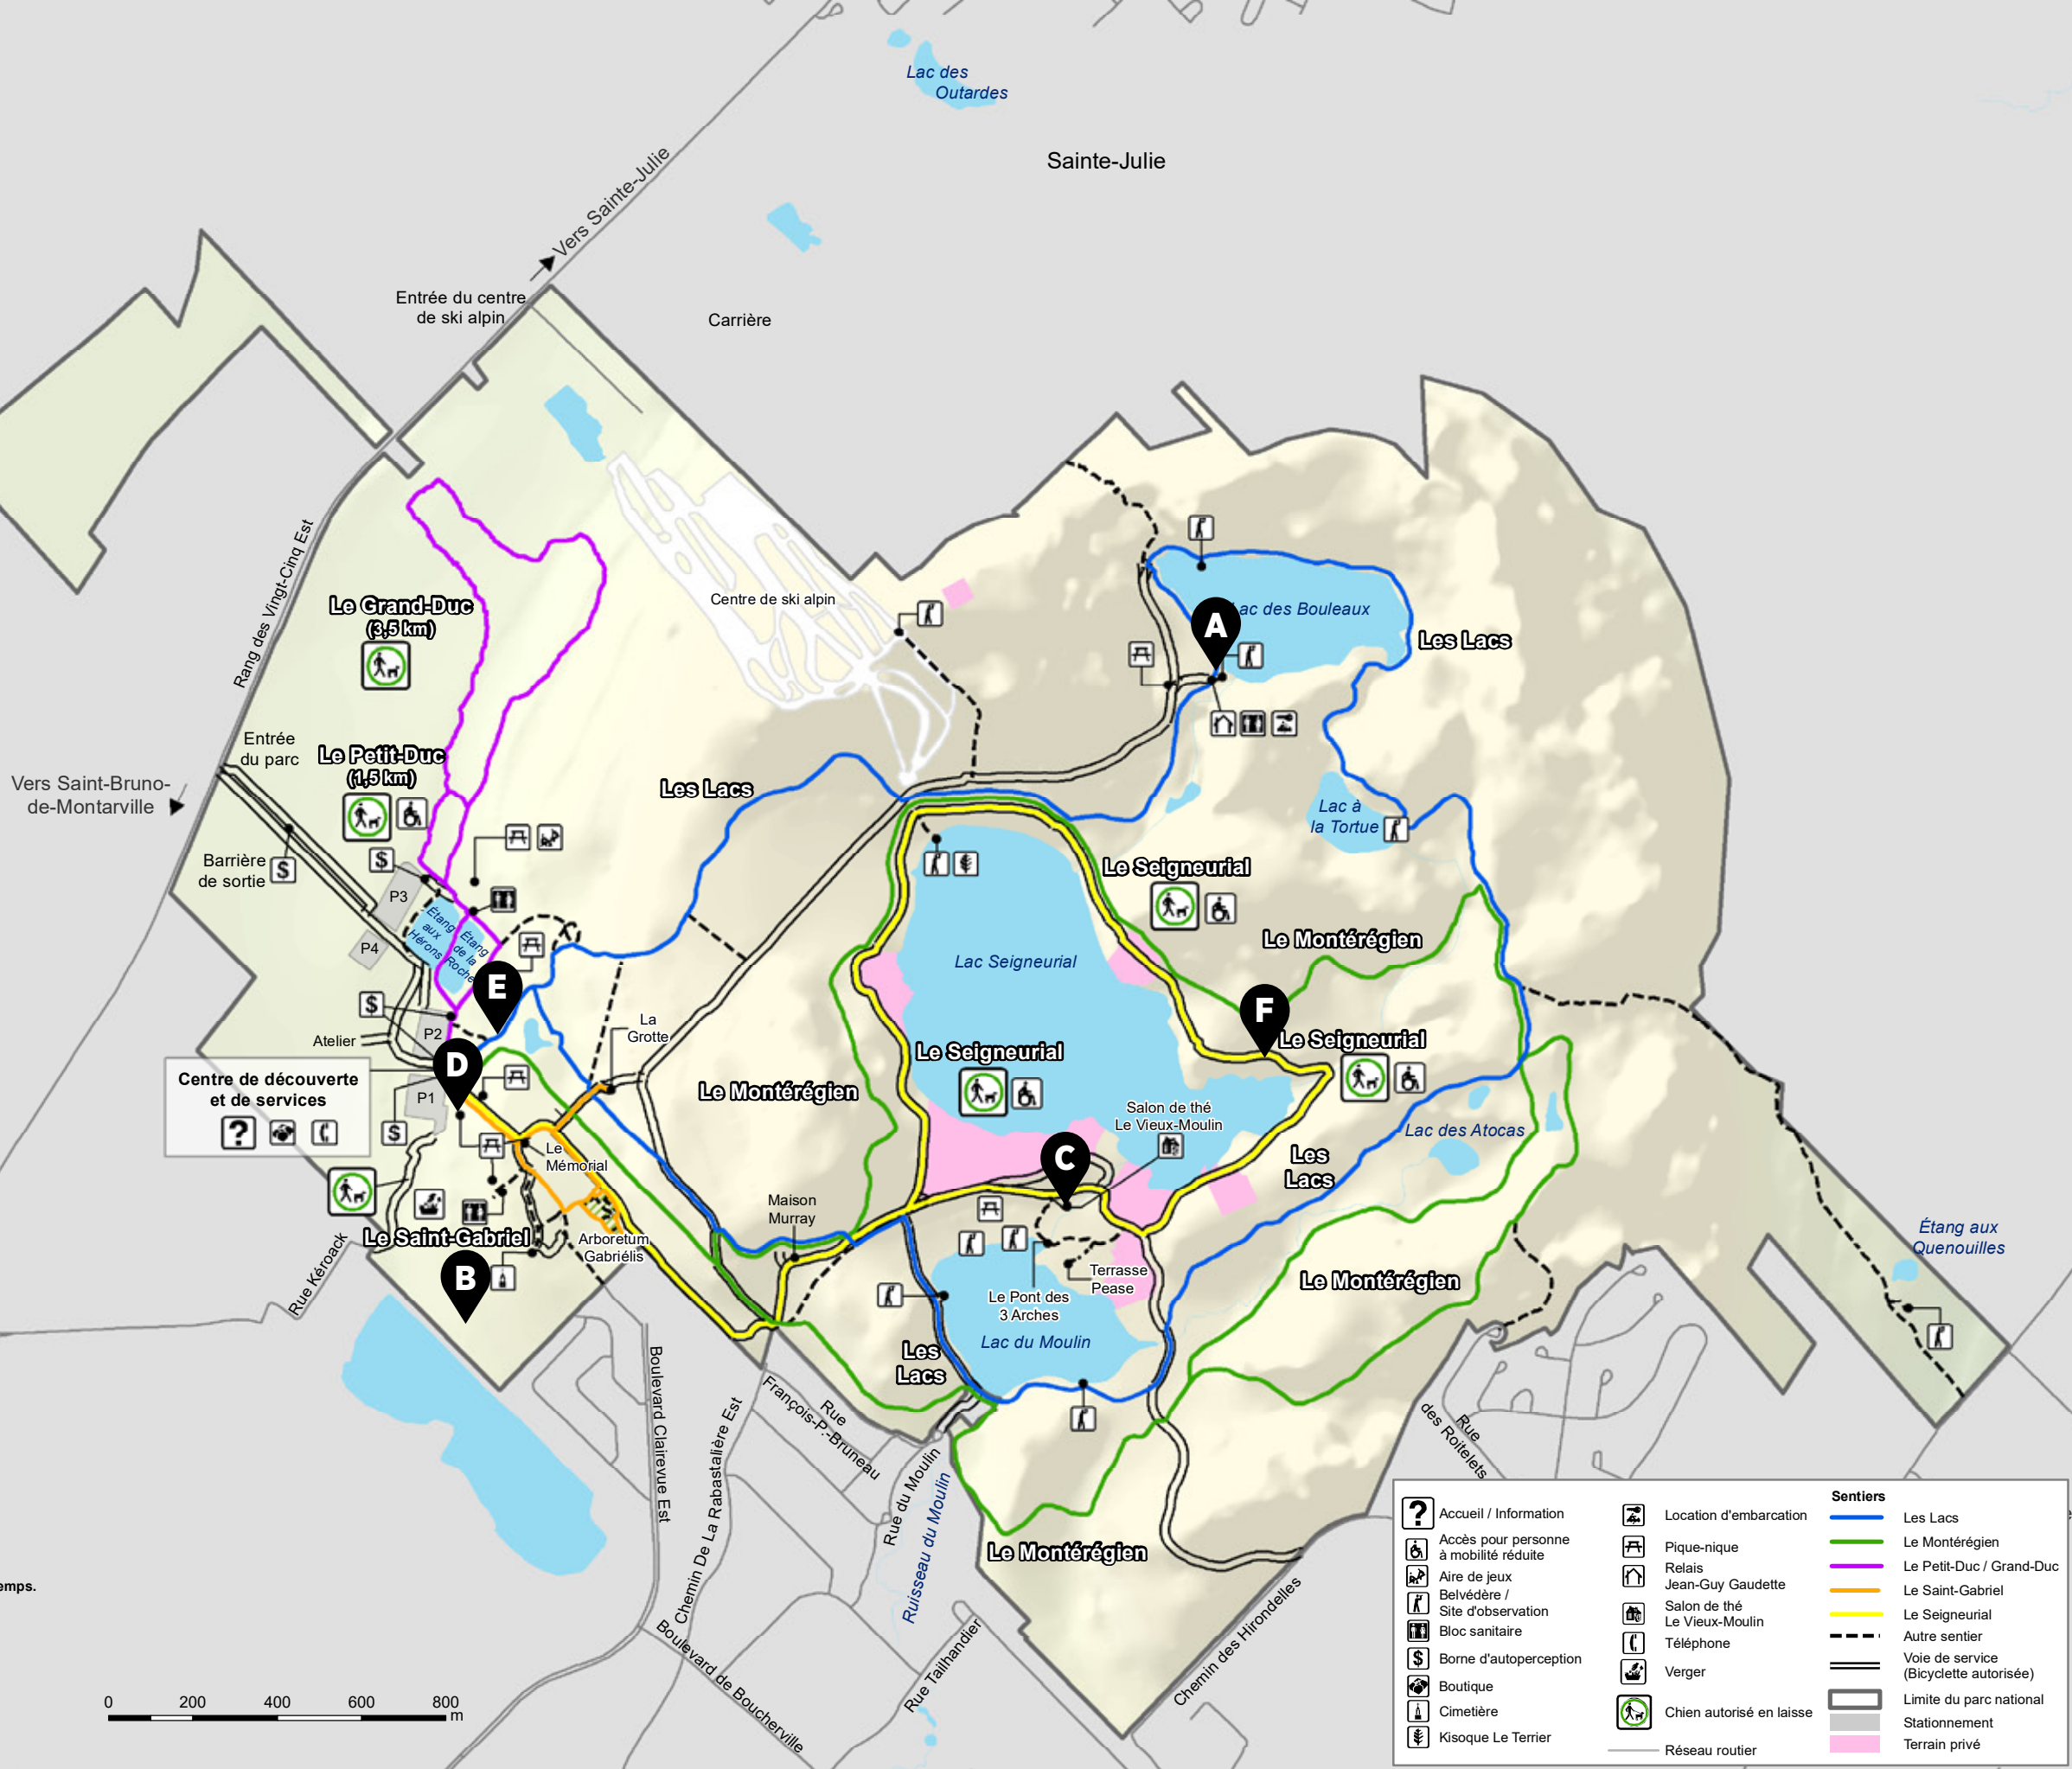 Lac des
Outardes
Sainte-Julie
Vers Sainte-Julie
Entrée du centre
de ski alpin
Carrière
Rang des Vingt-Cinq Est
Le Grand-Duc
(3,5 km)
Centre de ski alpin
Lac des Bouleaux
A
Les Lacs
Entrée
du parc
Le Petit-Duc
(1,5 km)
Vers Saint-Bruno-
de-Montarville
Les Lacs
Lac à
la Tortue
Barrière
de sortie
$
$
P3
P4
Étang
aux
Hérons
Étang
de la
Roche
Le Seigneurial
Le Montérégien
Lac Seigneurial
E
F
$
Atelier
P2
La
Grotte
Le Seigneurial
Le Seigneurial
D
Centre de découverte
et de services
?
P1
$
Le Montérégien
Salon de thé
Le Vieux-Moulin
Lac des Atocas
Le
Mémorial
C
Les
Lacs
Maison
Murray
Le Saint-Gabriel
Arboretum
Gabriélis
B
Rue Kéroack
Terrasse
Pease
Le Pont des
3 Arches
Le Montérégien
Étang aux
Quenouilles
Lac du Moulin
Les
Lacs
Boulevard Clairevue Est
Chemin De La Rabastalière Est
Rue
François-P.-Bruneau
Rue du Moulin
Ruisseau du Moulin
Rue
des Roitelets
Le Montérégien
Boulevard de Boucherville
Rue Tailhandier
Chemin des Hirondelles
emps.
0 200 400 600 800
m
? Accueil / Information
Accès pour personne
à mobilité réduite
Aire de jeux
Belvédère /
Site d'observation
Bloc sanitaire
$ Borne d'autoperception
Boutique
Cimetière
Kisoque Le Terrier
Location d'embarcation
Pique-nique
Relais
Jean-Guy Gaudette
Salon de thé
Le Vieux-Moulin
Téléphone
Verger
Chien autorisé en laisse
Réseau routier
Sentiers
Les Lacs
Le Montérégien
Le Petit-Duc / Grand-Duc
Le Saint-Gabriel
Le Seigneurial
Autre sentier
Voie de service
(Bicyclette autorisée)
Limite du parc national
Stationnement
Terrain privé